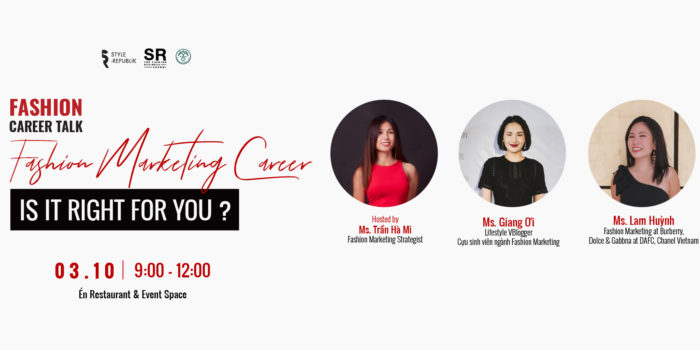 STYLE
-REPUBLIK
SR
FASHION
CAREER TALK
Fashion Marketing Career
IS IT RIGHT FOR YOU ?
03.10 | 9:00 - 12:00
Én Restaurant & Event Space
Hosted by
Ms. Trần Hà Mi
Fashion Marketing Strategist
Ms. Giang Ơi
Lifestyle VBlogger
Cựu sinh viên ngành Fashion Marketing
Ms. Lam Huỳnh
Fashion Marketing at Burberry,
Dolce & Gabbna at DAFC, Chanel Vietnam